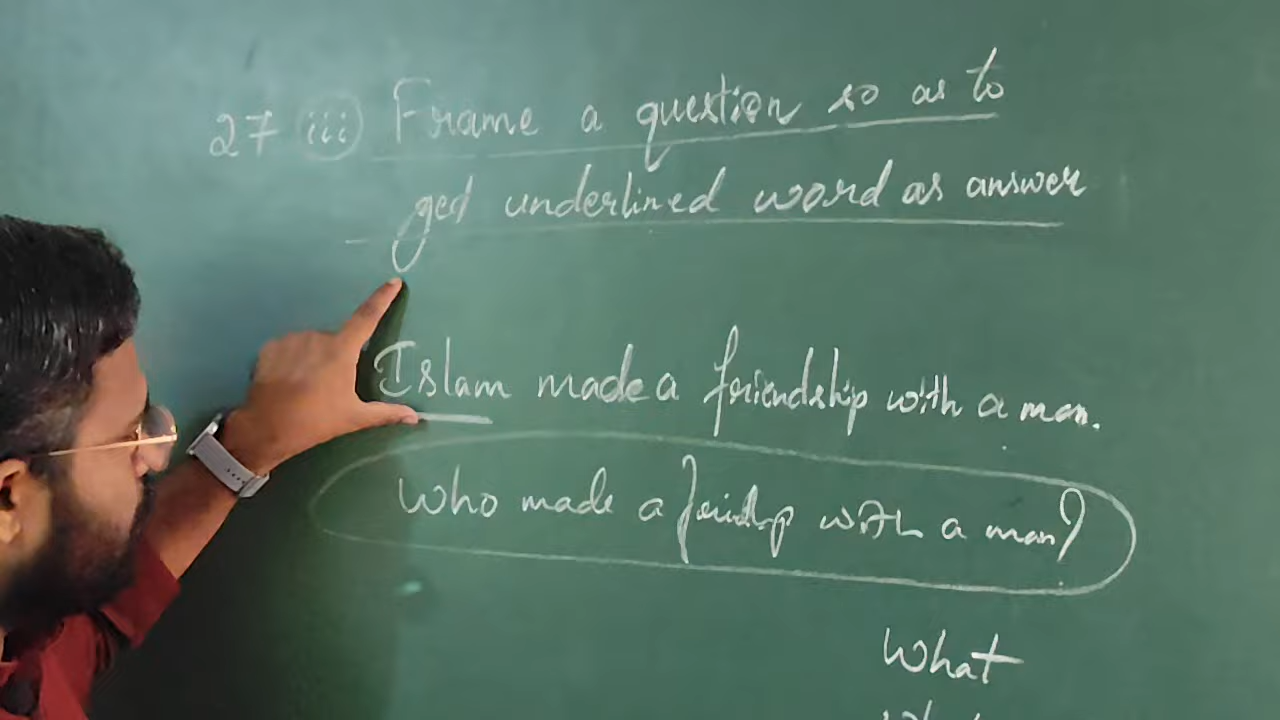 27 iii Frame a question so as to
ged underlined word as answer
Islam made a friendship with a man.
Who made a friendship with a man?
What